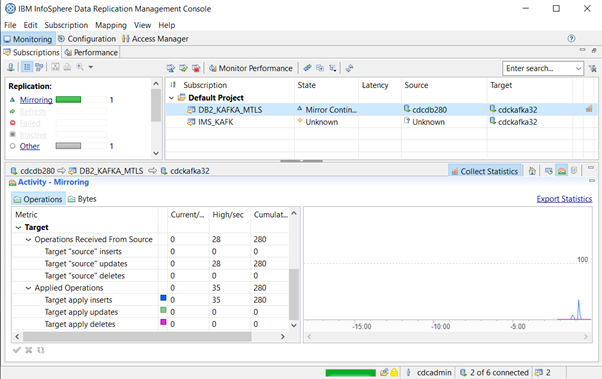 IBM InfoSphere Data Replication Management Console
File Edit Subscription Mapping View Help
Monitoring Configuration Access Manager
Subscriptions Performance
Monitor Performance
Enter search...
Replication:
Mirroring 1
Refresh
Failed
Inactive
Other 1
Subscription State Latency Source Target
Default Project
DB2_KAFKA_MTLS Mirror Contin... cdcdb280 cdckafka32
IMS_KAFK Unknown Unknown cdckafka32
cdcdb280 DB2_KAFKA_MTLS cdckafka32
Collect Statistics
Activity - Mirroring
Operations Bytes
Export Statistics
Metric Current/... High/sec Cumulat...
Target
Operations Received From Source 0 28 280
Target "source" inserts 0 0 0
Target "source" updates 0 28 280
Target "source" deletes 0 0 0
Applied Operations 0 35 280
Target apply inserts 0 35 280
Target apply updates 0 0 0
Target apply deletes 0 0 0
100
-15:00 -10:00 -5:00
cdcadmin 2 of 6 connected 2